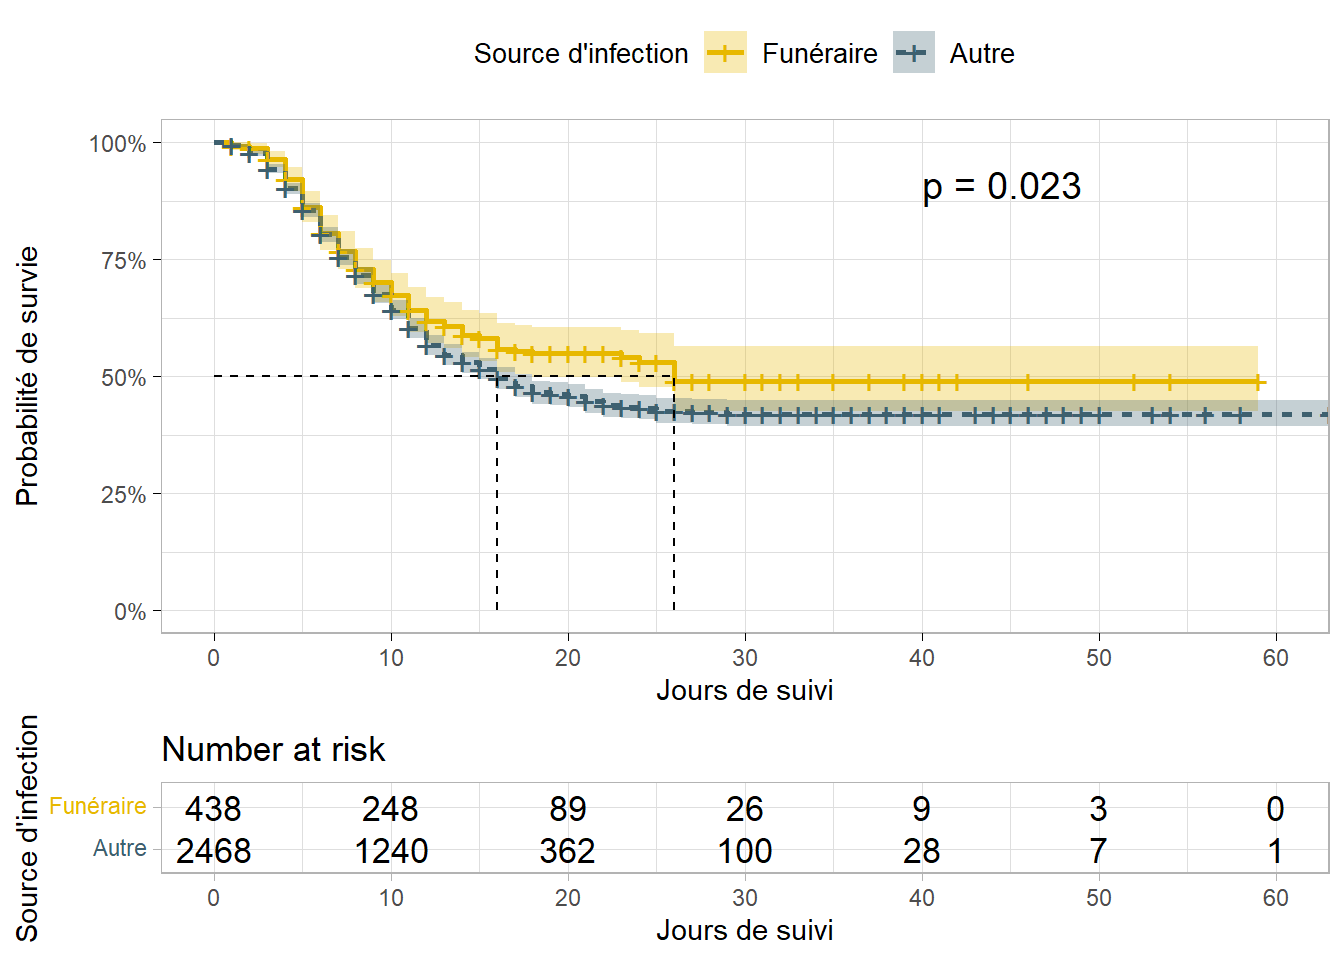 Source d'infection Funéraire Autre
100%
75%
50%
25%
0%
Probabilité de survie
p = 0.023
0 10 20 30 40 50 60
Jours de suivi
Number at risk
Source d'infection
Funéraire 438 248 89 26 9 3 0
Autre 2468 1240 362 100 28 7 1
0 10 20 30 40 50 60
Jours de suivi